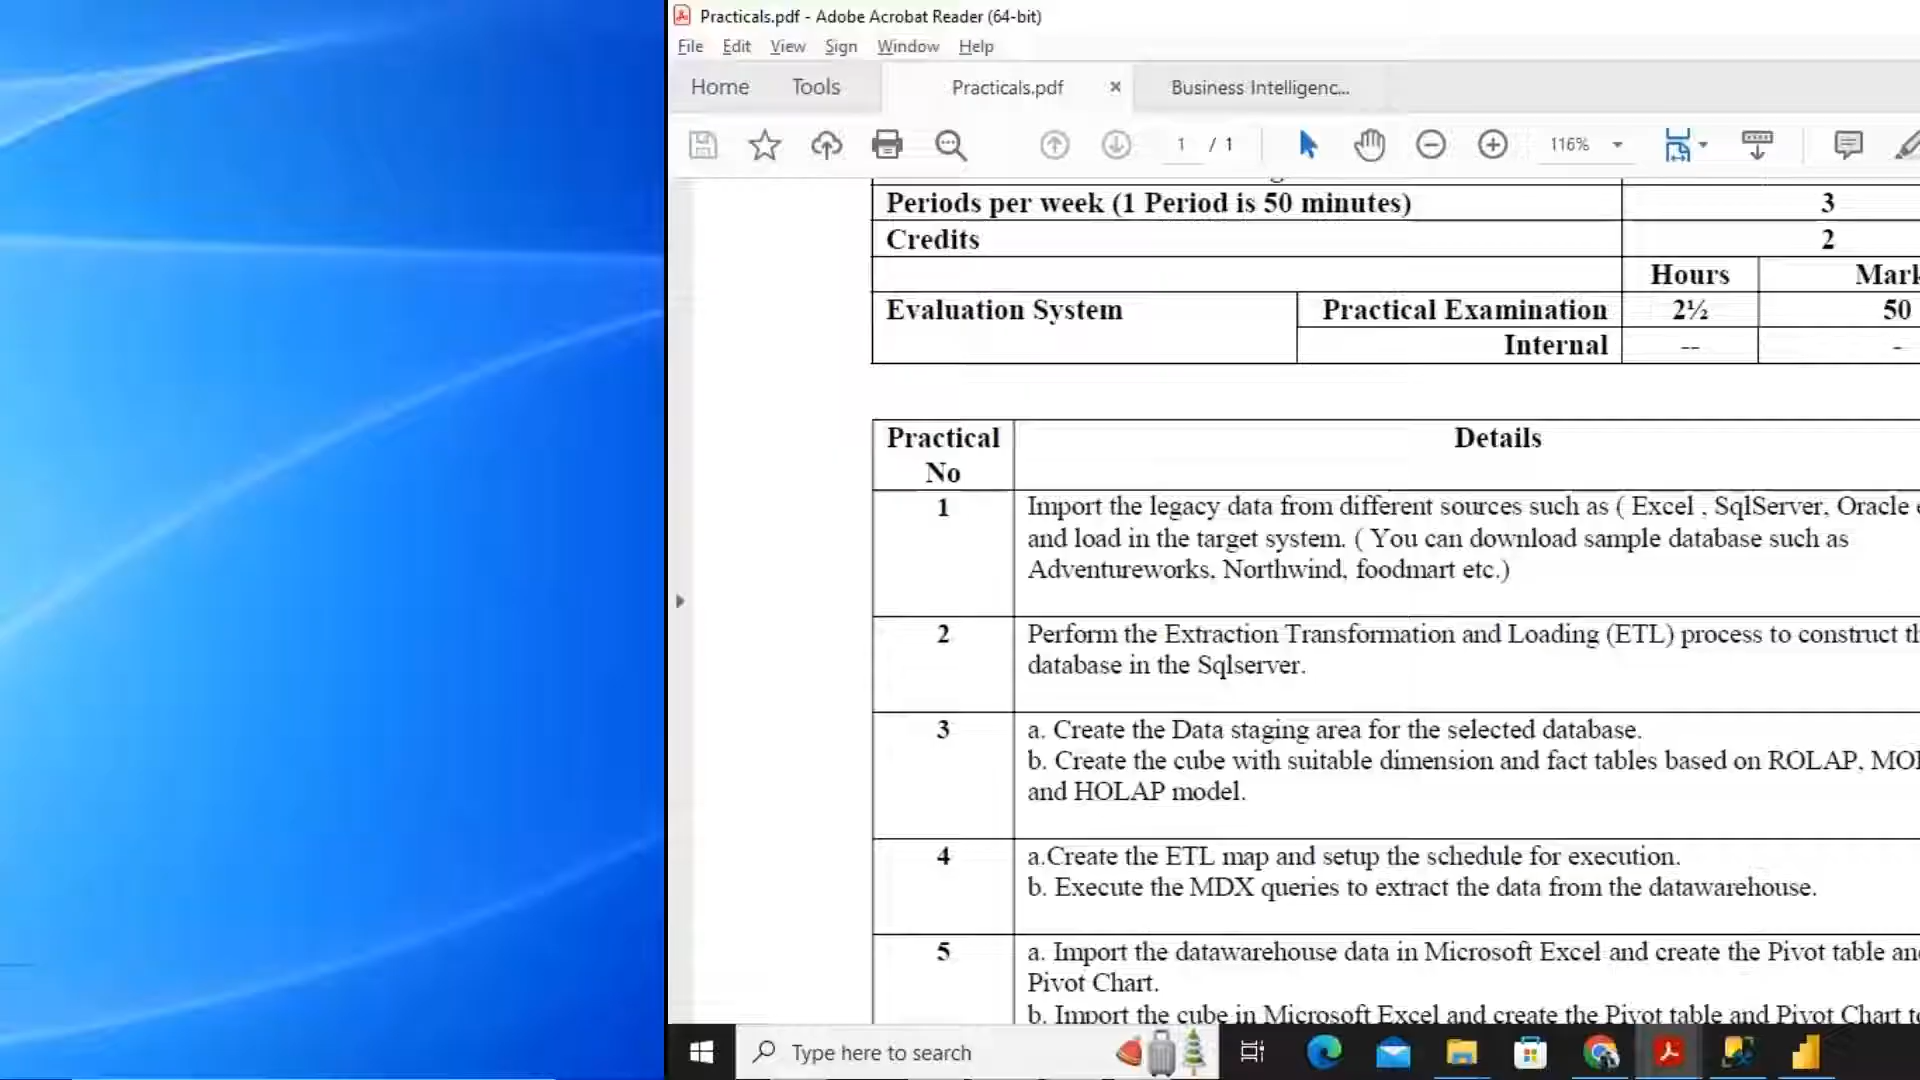 Practicals.pdf - Adobe Acrobat Reader (64-bit)
File Edit View Sign Window Help
Home Tools Practicals.pdf × Business Intelligenc...
1 / 1 116%
Periods per week (1 Period is 50 minutes) 3
Credits 2
Hours Mark
Evaluation System Practical Examination 2½ 50
Internal -- -
Practical Details
No
1 Import the legacy data from different sources such as ( Excel , SqlServer, Oracle
and load in the target system. ( You can download sample database such as
Adventureworks, Northwind, foodmart etc.)
2 Perform the Extraction Transformation and Loading (ETL) process to construct
database in the Sqlserver.
3 a. Create the Data staging area for the selected database.
b. Create the cube with suitable dimension and fact tables based on ROLAP,
and HOLAP model.
4 a.Create the ETL map and setup the schedule for execution.
b. Execute the MDX queries to extract the data from the datawarehouse.
5 a. Import the datawarehouse data in Microsoft Excel and create the Pivot table
Pivot Chart.
b. Import the cube in Microsoft Excel and create the Pivot table and Pivot Chart
Type here to search